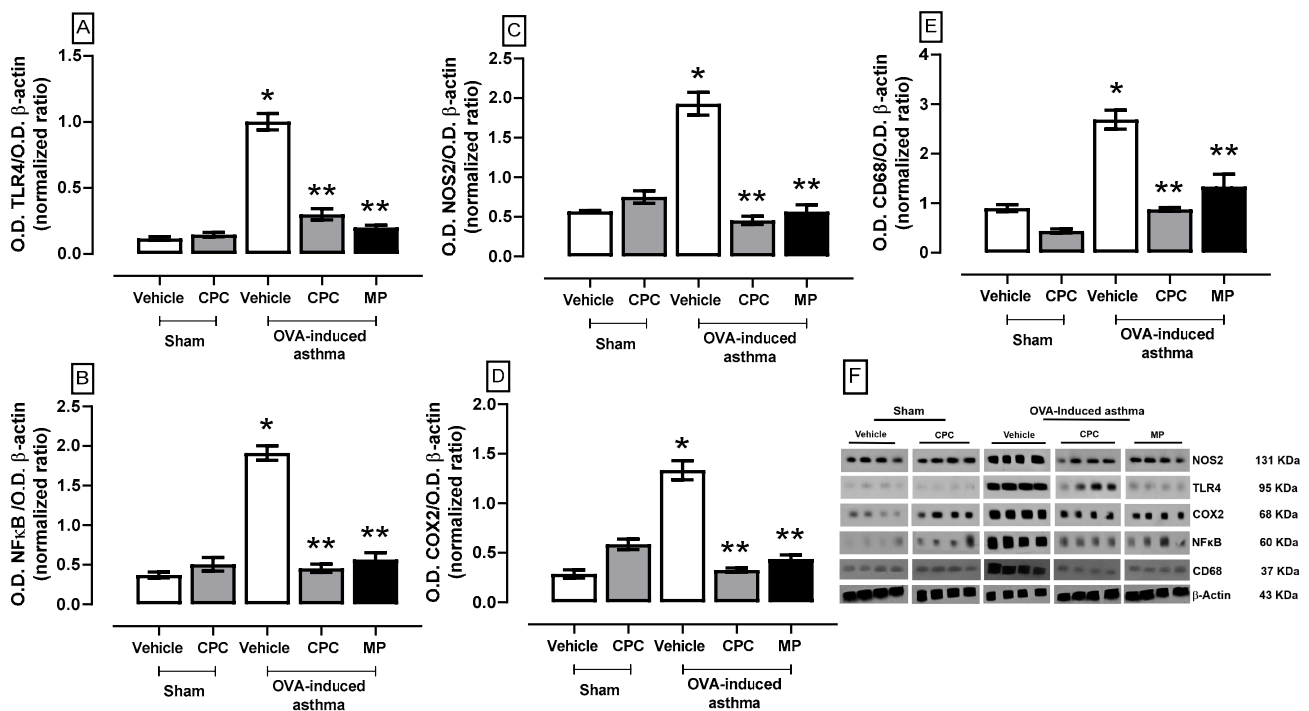 A
O.D. TLR4/O.D. β-actin
(normalized ratio)
1.5
1.0
0.5
0.0
*
**
**
Vehicle CPC Vehicle CPC MP
Sham
OVA-induced
asthma
C
O.D. NOS2/O.D. β-actin
(normalized ratio)
2.5
2.0
1.5
1.0
0.5
0.0
*
**
**
Vehicle CPC Vehicle CPC MP
Sham
OVA-induced
asthma
E
O.D. CD68/O.D. β-actin
(normalized ratio)
4
3
2
1
0
*
**
**
Vehicle CPC Vehicle CPC MP
Sham
OVA-induced
asthma
B
O.D. NFκB /O.D. β-actin
(normalized ratio)
2.5
2.0
1.5
1.0
0.5
0.0
*
**
**
Vehicle CPC Vehicle CPC MP
Sham
OVA-induced
asthma
D
O.D. COX2/O.D. β-actin
(normalized ratio)
2.0
1.5
1.0
0.5
0.0
*
**
**
Vehicle CPC Vehicle CPC MP
Sham
OVA-induced
asthma
F
Sham OVA-Induced asthma
Vehicle CPC Vehicle CPC MP
NOS2 131 KDa
TLR4 95 KDa
COX2 68 KDa
NFκB 60 KDa
CD68 37 KDa
β-Actin 43 KDa